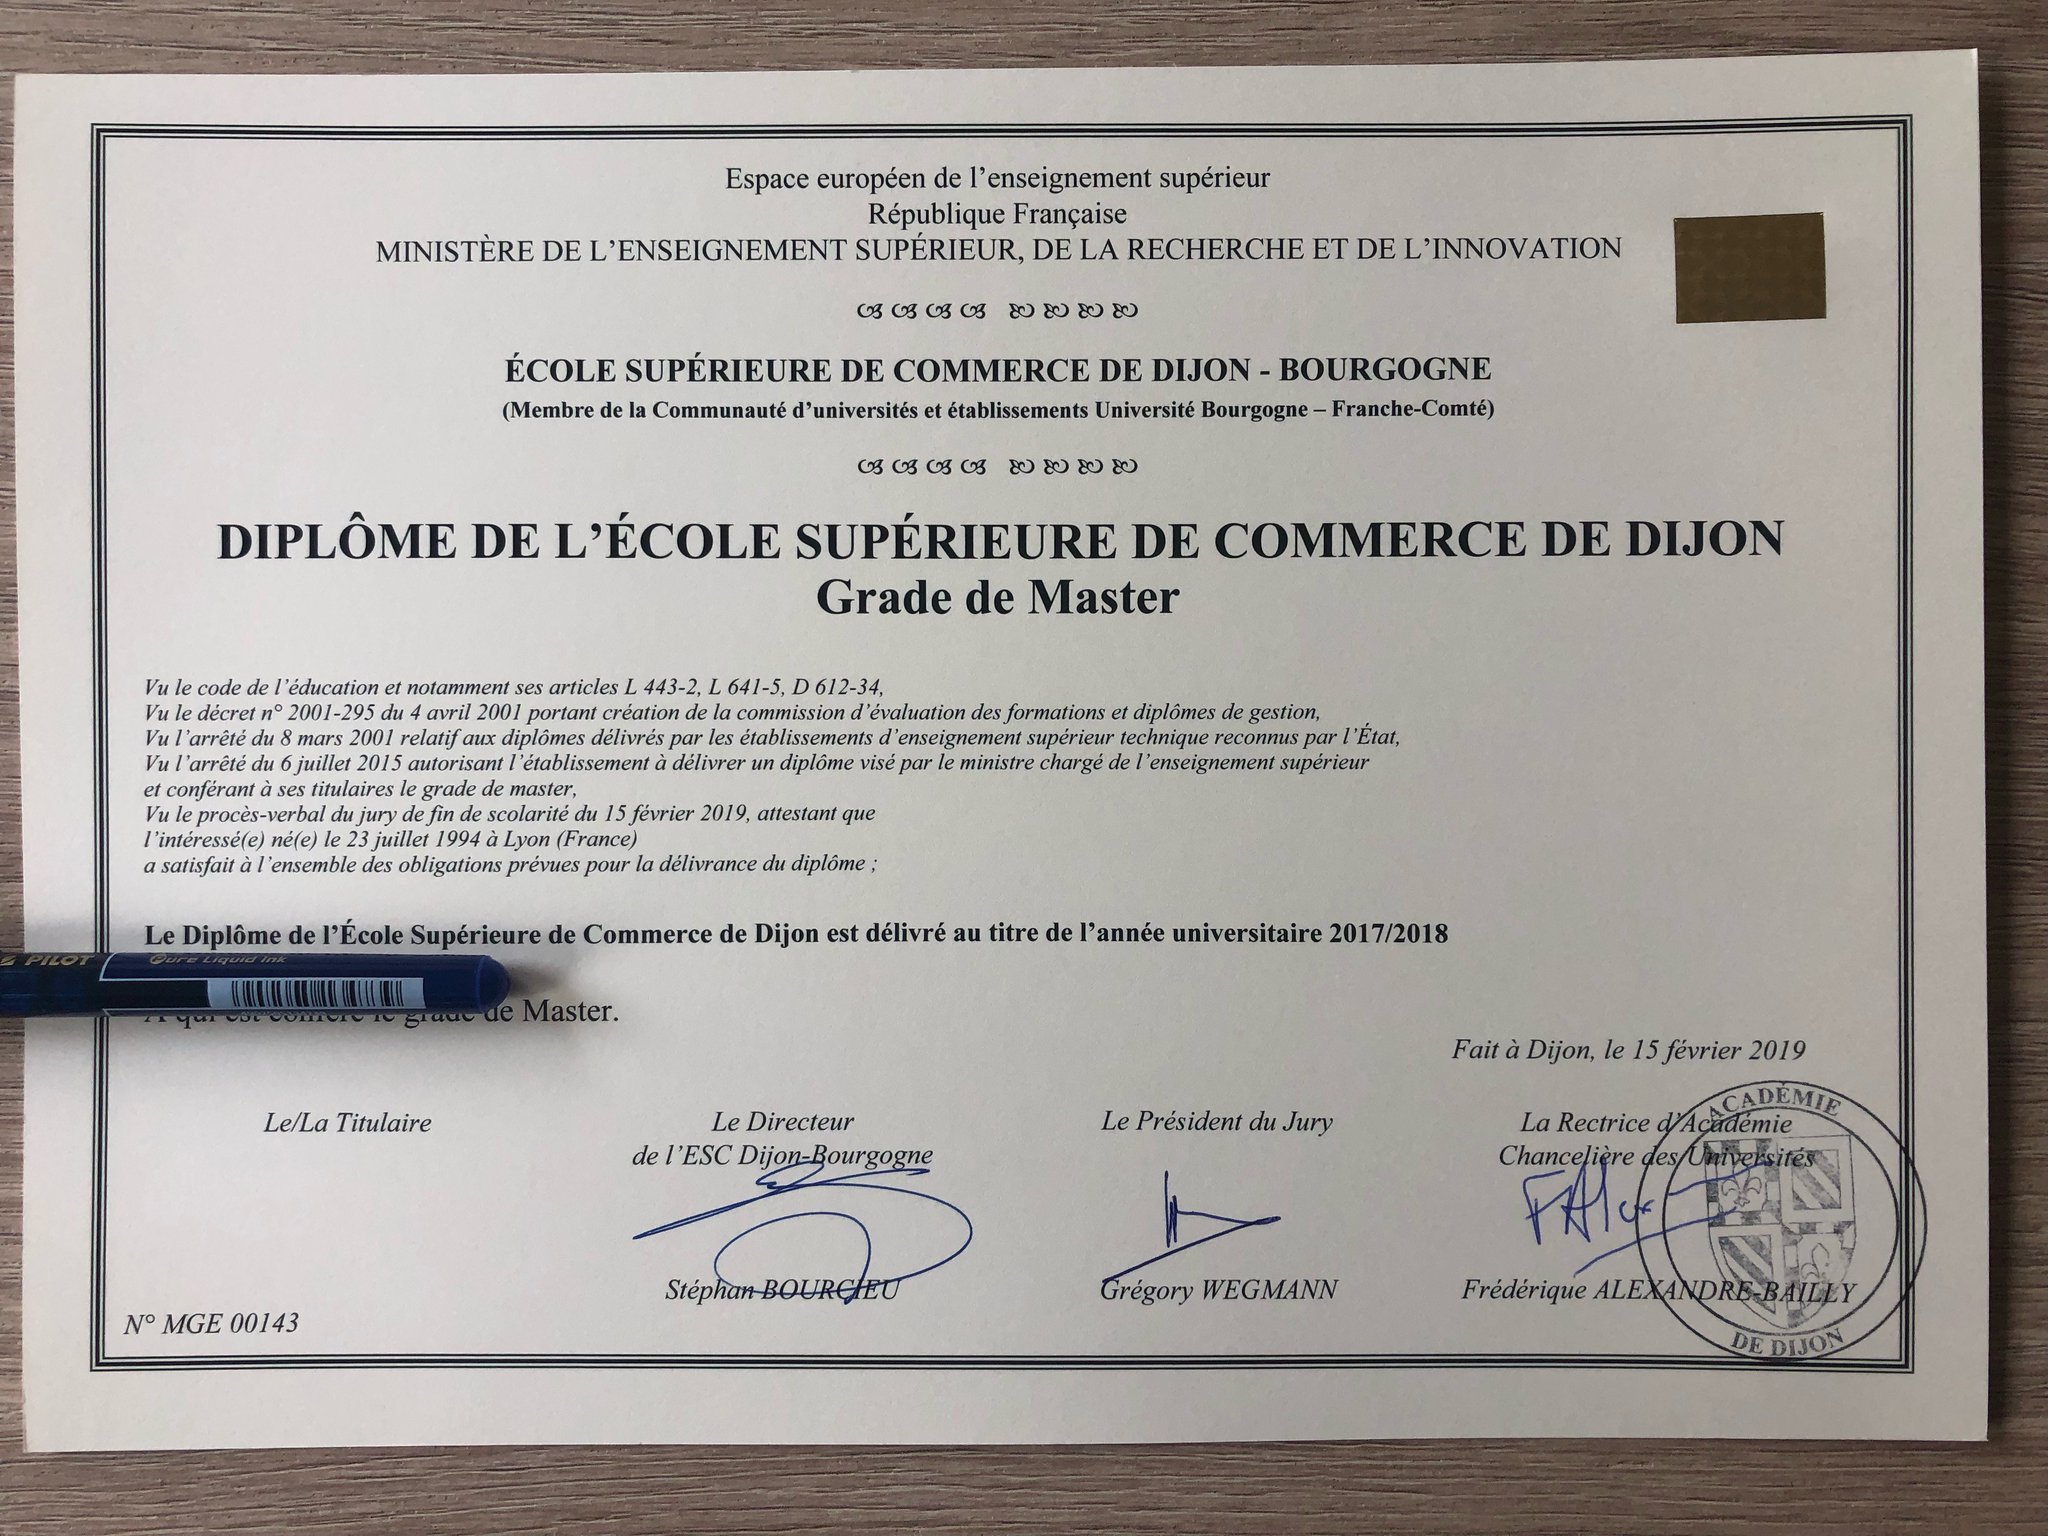 Espace européen de l’enseignement supérieur
République Française
MINISTÈRE DE L’ENSEIGNEMENT SUPÉRIEUR, DE LA RECHERCHE ET DE L’INNOVATION
ÉCOLE SUPÉRIEURE DE COMMERCE DE DIJON - BOURGOGNE
(Membre de la Communauté d’universités et établissements Université Bourgogne – Franche-Comté)
DIPLÔME DE L’ÉCOLE SUPÉRIEURE DE COMMERCE DE DIJON
Grade de Master
Vu le code de l’éducation et notamment ses articles L 443-2, L 641-5, D 612-34,
Vu le décret n° 2001-295 du 4 avril 2001 portant création de la commission d’évaluation des formations et diplômes de gestion,
Vu l’arrêté du 8 mars 2001 relatif aux diplômes délivrés par les établissements d’enseignement supérieur technique reconnus par l’État,
Vu l’arrêté du 6 juillet 2015 autorisant l’établissement à délivrer un diplôme visé par le ministre chargé de l’enseignement supérieur
et conférant à ses titulaires le grade de master,
Vu le procès-verbal du jury de fin de scolarité du 15 février 2019, attestant que
l’intéressé(e) né(e) le 23 juillet 1994 à Lyon (France)
a satisfait à l’ensemble des obligations prévues pour la délivrance du diplôme ;
Le Diplôme de l’École Supérieure de Commerce de Dijon est délivré au titre de l’année universitaire 2017/2018
PILOT Pure Liquid Ink
A qui est conféré le grade de Master.
Fait à Dijon, le 15 février 2019
Le/La Titulaire
Le Directeur
de l’ESC Dijon-Bourgogne
Stéphan BOURCIEU
Le Président du Jury
Grégory WEGMANN
La Rectrice d’Académie
Chancelière des Universités
Frédérique ALEXANDRE-BAILLY
ACADÉMIE
DE DIJON
N° MGE 00143